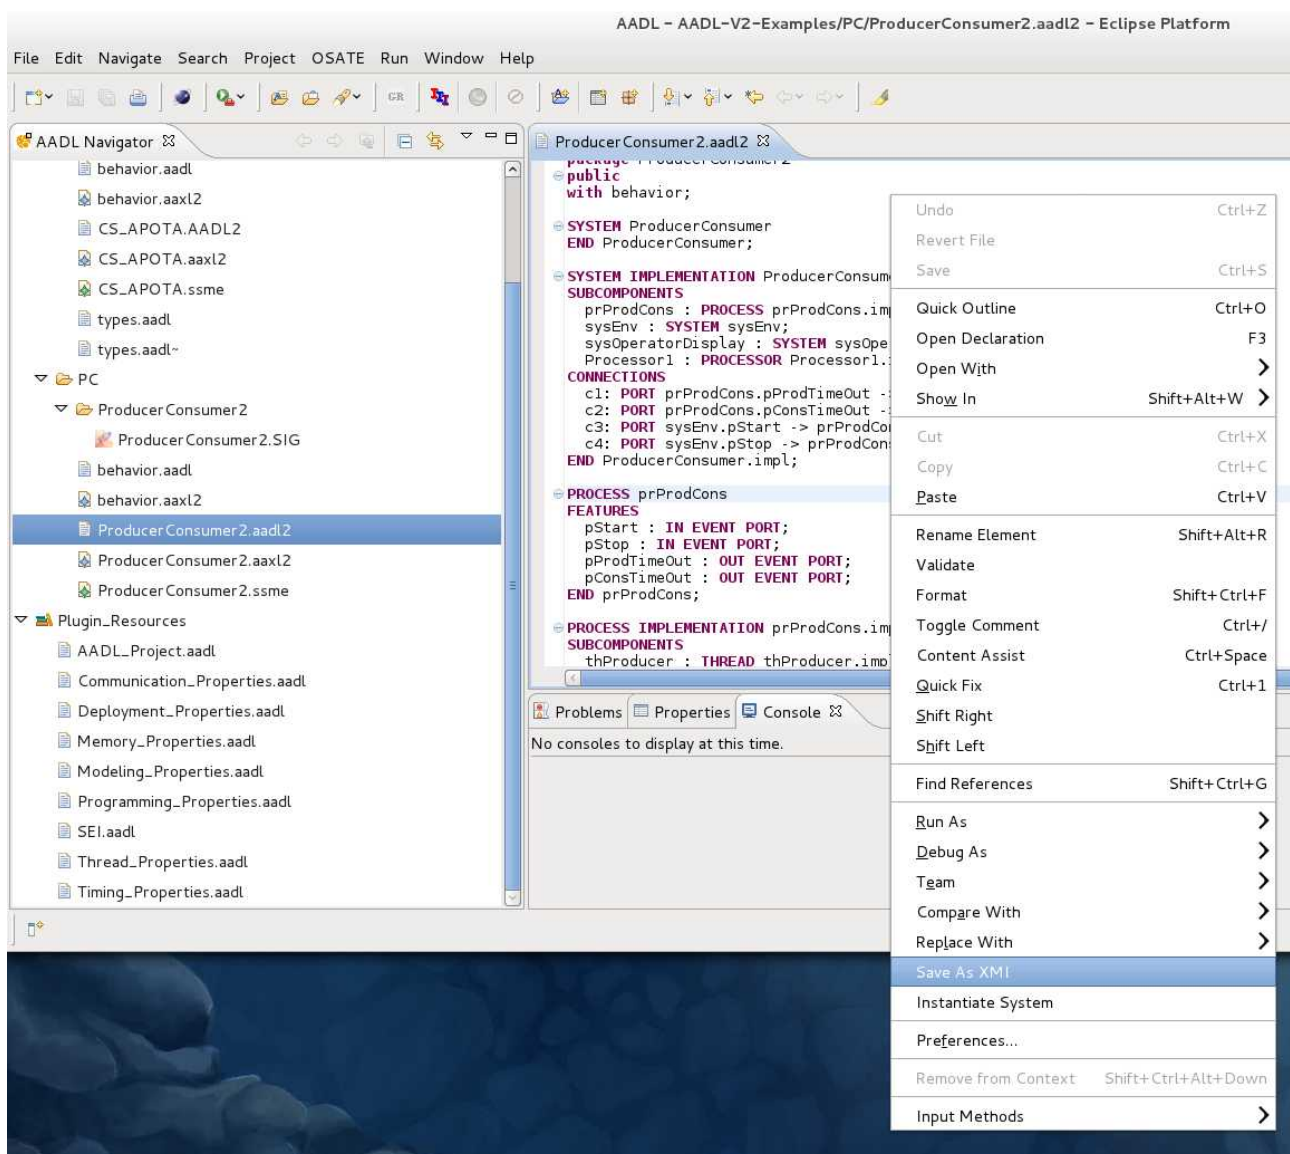 AADL - AADL-V2-Examples/PC/ProducerConsumer2.aadl2 - Eclipse Platform
File Edit Navigate Search Project OSATE Run Window Help
GR
AADL Navigator
behavior.aadl
behavior.aaxl2
CS_APOTA.AADL2
CS_APOTA.aaxl2
CS_APOTA.ssme
types.aadl
types.aadl~
PC
ProducerConsumer2
ProducerConsumer2.SIG
behavior.aadl
behavior.aaxl2
ProducerConsumer2.aadl2
ProducerConsumer2.aaxl2
ProducerConsumer2.ssme
Plugin_Resources
AADL_Project.aadl
Communication_Properties.aadl
Deployment_Properties.aadl
Memory_Properties.aadl
Modeling_Properties.aadl
Programming_Properties.aadl
SEI.aadl
Thread_Properties.aadl
Timing_Properties.aadl
ProducerConsumer2.aadl2
package ProducerConsumer2
public
with behavior;
SYSTEM ProducerConsumer
END ProducerConsumer;
SYSTEM IMPLEMENTATION ProducerConsum
SUBCOMPONENTS
prProdCons : PROCESS prProdCons.imp
sysEnv : SYSTEM sysEnv;
sysOperatorDisplay : SYSTEM sysOpe
Processor1 : PROCESSOR Processor1.i
CONNECTIONS
c1: PORT prProdCons.pProdTimeOut -
c2: PORT prProdCons.pConsTimeOut -
c3: PORT sysEnv.pStart -> prProdCo
c4: PORT sysEnv.pStop -> prProdCons
END ProducerConsumer.impl;
PROCESS prProdCons
FEATURES
pStart : IN EVENT PORT;
pStop : IN EVENT PORT;
pProdTimeOut : OUT EVENT PORT;
pConsTimeOut : OUT EVENT PORT;
END prProdCons;
PROCESS IMPLEMENTATION prProdCons.imp
SUBCOMPONENTS
thProducer : THREAD thProducer.impl
Problems Properties Console
No consoles to display at this time.
Undo Ctrl+Z
Revert File
Save Ctrl+S
Quick Outline Ctrl+O
Open Declaration F3
Open With
Show In Shift+Alt+W
Cut Ctrl+X
Copy Ctrl+C
Paste Ctrl+V
Rename Element Shift+Alt+R
Validate
Format Shift+Ctrl+F
Toggle Comment Ctrl+/
Content Assist Ctrl+Space
Quick Fix Ctrl+1
Shift Right
Shift Left
Find References Shift+Ctrl+G
Run As
Debug As
Team
Compare With
Replace With
Save As XMI
Instantiate System
Preferences...
Remove from Context Shift+Ctrl+Alt+Down
Input Methods